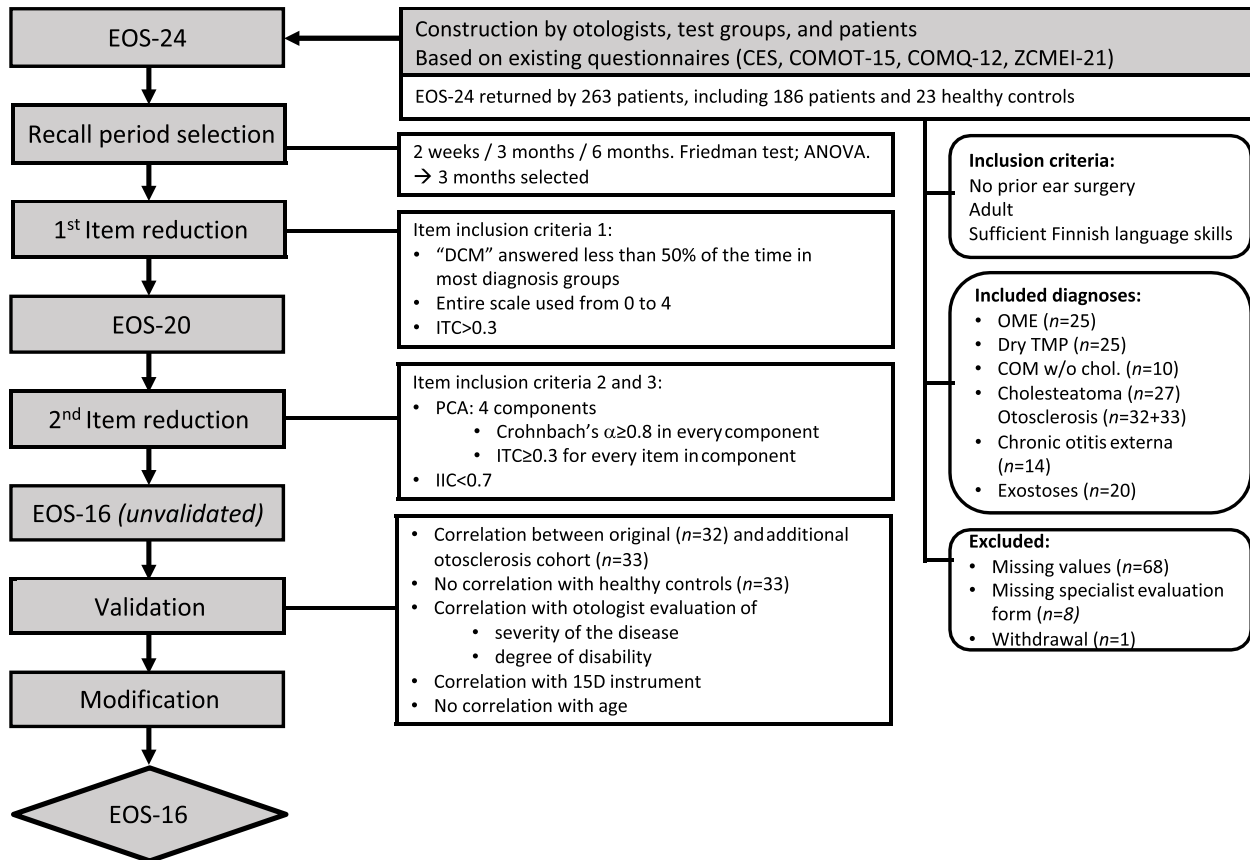 EOS-24
Construction by otologists, test groups, and patients
Based on existing questionnaires (CES, COMOT-15, COMQ-12, ZCMEI-21)
EOS-24 returned by 263 patients, including 186 patients and 23 healthy controls
Recall period selection
2 weeks / 3 months / 6 months. Friedman test; ANOVA.
→ 3 months selected
Inclusion criteria:
No prior ear surgery
Adult
Sufficient Finnish language skills
1st Item reduction
Item inclusion criteria 1:
• “DCM” answered less than 50% of the time in
most diagnosis groups
• Entire scale used from 0 to 4
• ITC>0.3
EOS-20
Included diagnoses:
• OME (n=25)
• Dry TMP (n=25)
• COM w/o chol. (n=10)
• Cholesteatoma (n=27)
Otosclerosis (n=32+33)
• Chronic otitis externa
(n=14)
• Exostoses (n=20)
2nd Item reduction
Item inclusion criteria 2 and 3:
• PCA: 4 components
• Crohnbach’s α≥0.8 in every component
• ITC≥0.3 for every item in component
• IIC<0.7
EOS-16 (unvalidated)
Validation
• Correlation between original (n=32) and additional
otosclerosis cohort (n=33)
• No correlation with healthy controls (n=33)
• Correlation with otologist evaluation of
• severity of the disease
• degree of disability
• Correlation with 15D instrument
• No correlation with age
Excluded:
• Missing values (n=68)
• Missing specialist evaluation
form (n=8)
• Withdrawal (n=1)
Modification
EOS-16